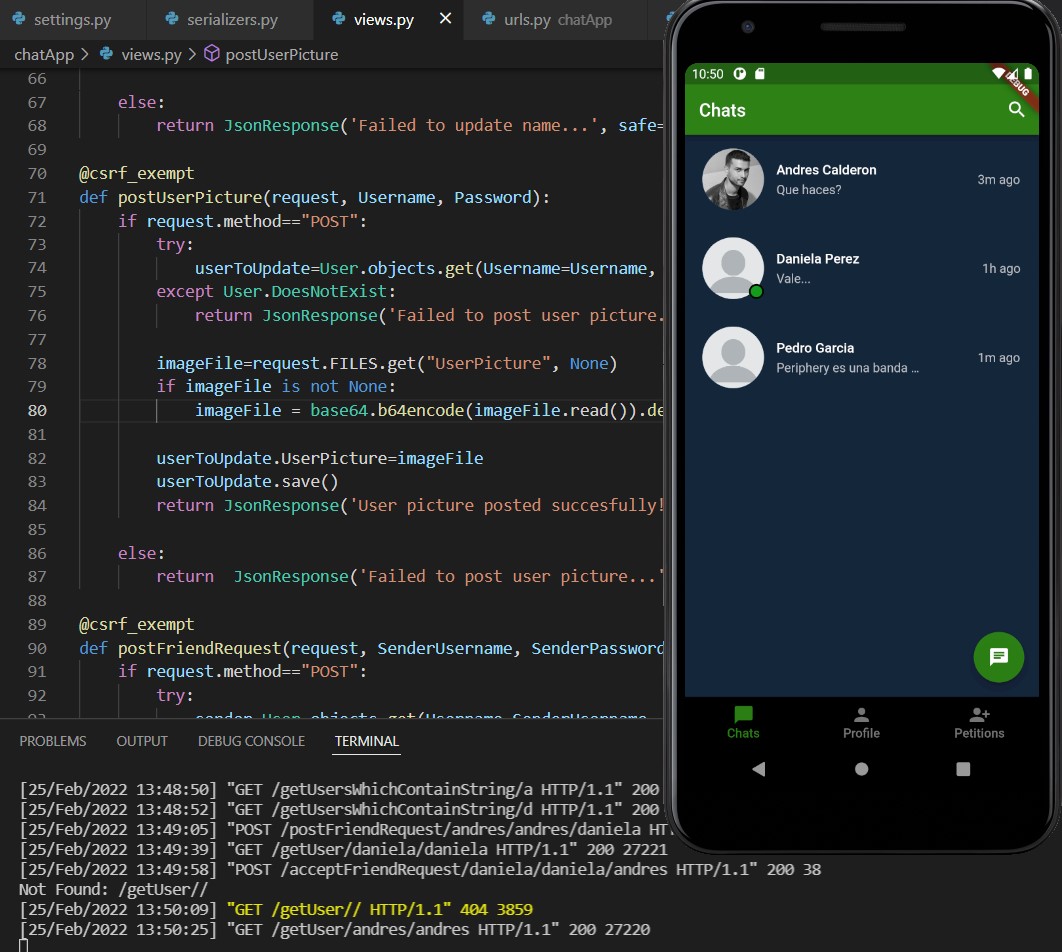 settings.py
serializers.py
views.py ×
urls.py chatApp
chatApp > views.py > postUserPicture
66
67 else:
68 return JsonResponse('Failed to update name...', safe=
69
70 @csrf_exempt
71 def postUserPicture(request, Username, Password):
72 if request.method=="POST":
73 try:
74 userToUpdate=User.objects.get(Username=Username,
75 except User.DoesNotExist:
76 return JsonResponse('Failed to post user picture.
77
78 imageFile=request.FILES.get("UserPicture", None)
79 if imageFile is not None:
80 imageFile = base64.b64encode(imageFile.read()).de
81
82 userToUpdate.UserPicture=imageFile
83 userToUpdate.save()
84 return JsonResponse('User picture posted succesfully!
85
86 else:
87 return  JsonResponse('Failed to post user picture...'
88
89 @csrf_exempt
90 def postFriendRequest(request, SenderUsername, SenderPassword
91 if request.method=="POST":
92 try:
PROBLEMS OUTPUT DEBUG CONSOLE TERMINAL
[25/Feb/2022 13:48:50] "GET /getUsersWhichContainString/a HTTP/1.1" 200
[25/Feb/2022 13:48:52] "GET /getUsersWhichContainString/d HTTP/1.1" 200
[25/Feb/2022 13:49:05] "POST /postFriendRequest/andres/andres/daniela HT
[25/Feb/2022 13:49:39] "GET /getUser/daniela/daniela HTTP/1.1" 200 27221
[25/Feb/2022 13:49:58] "POST /acceptFriendRequest/daniela/daniela/andres HTTP/1.1" 200 38
Not Found: /getUser//
[25/Feb/2022 13:50:09] "GET /getUser// HTTP/1.1" 404 3859
[25/Feb/2022 13:50:25] "GET /getUser/andres/andres HTTP/1.1" 200 27220
10:50
DEBUG
Chats
Andres Calderon
Que haces?
3m ago
Daniela Perez
Vale...
1h ago
Pedro Garcia
Periphery es una banda ...
1m ago
Chats
Profile
Petitions